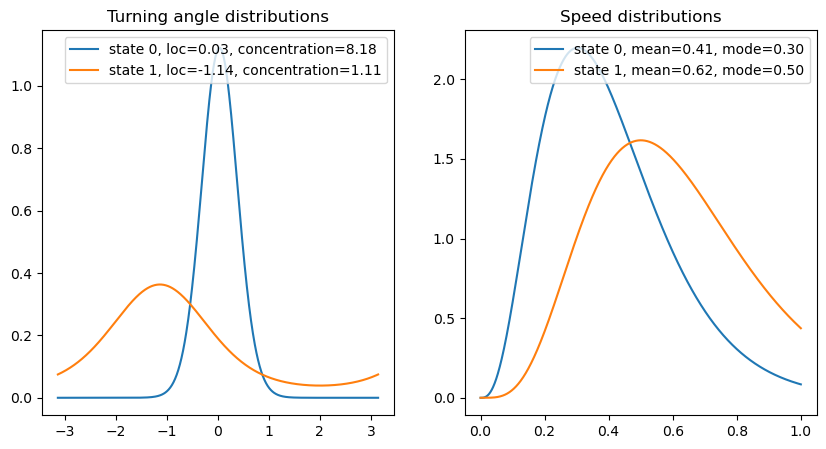 Turning angle distributions
state 0, loc=0.03, concentration=8.18
state 1, loc=-1.14, concentration=1.11
1.0
0.8
0.6
0.4
0.2
0.0
−3 −2 −1 0 1 2 3
Speed distributions
state 0, mean=0.41, mode=0.30
state 1, mean=0.62, mode=0.50
2.0
1.5
1.0
0.5
0.0
0.0 0.2 0.4 0.6 0.8 1.0